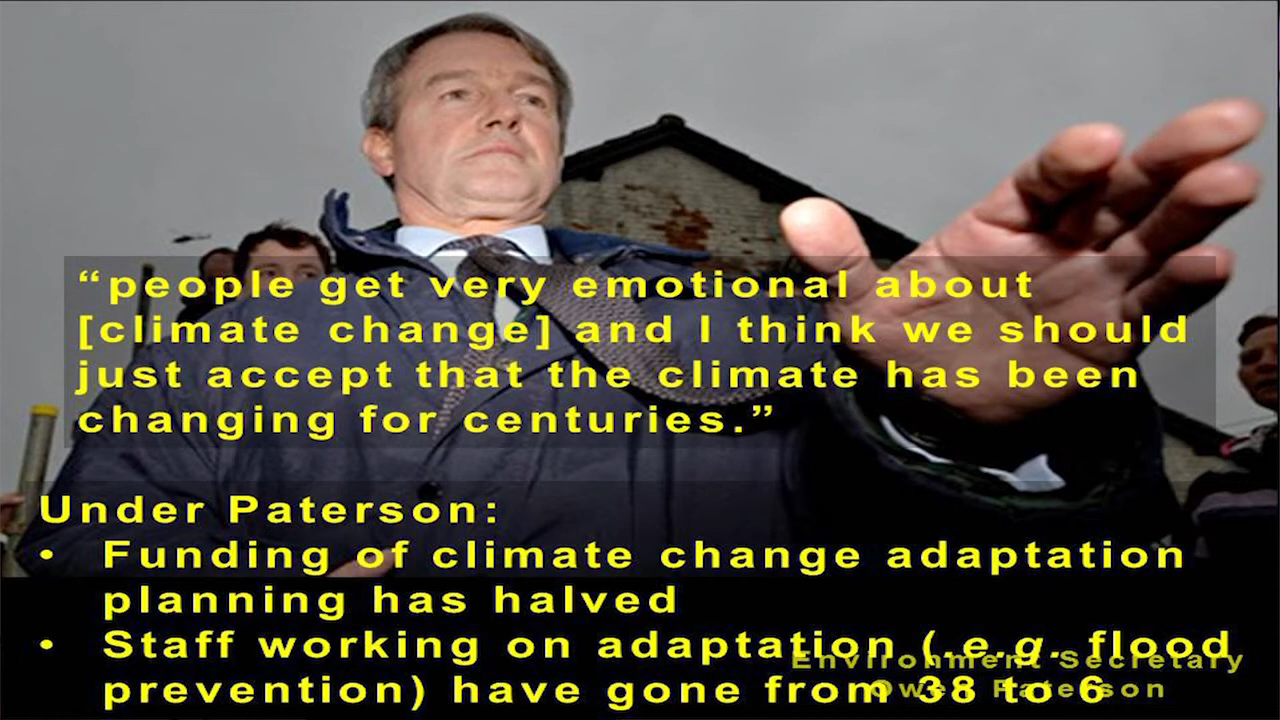 “people get very emotional about
[climate change] and I think we should
just accept that the climate has been
changing for centuries.”
Under Paterson:
• Funding of climate change adaptation
planning has halved
• Staff working on adaptation (.e.g. flood
prevention) have gone from 38 to 6
Environment Secretary
Owen Paterson